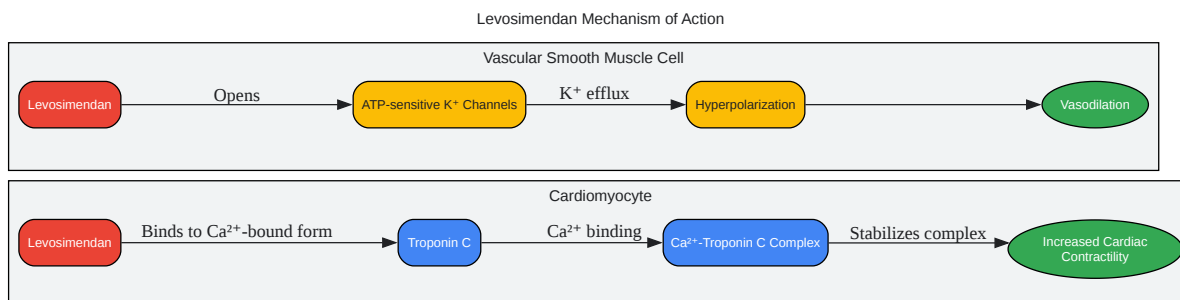 Levosimendan Mechanism of Action
Vascular Smooth Muscle Cell
Levosimendan
Opens
ATP-sensitive K⁺ Channels
K⁺ efflux
Hyperpolarization
Vasodilation
Cardiomyocyte
Levosimendan
Binds to Ca²⁺-bound form
Troponin C
Ca²⁺ binding
Ca²⁺-Troponin C Complex
Stabilizes complex
Increased Cardiac
Contractility